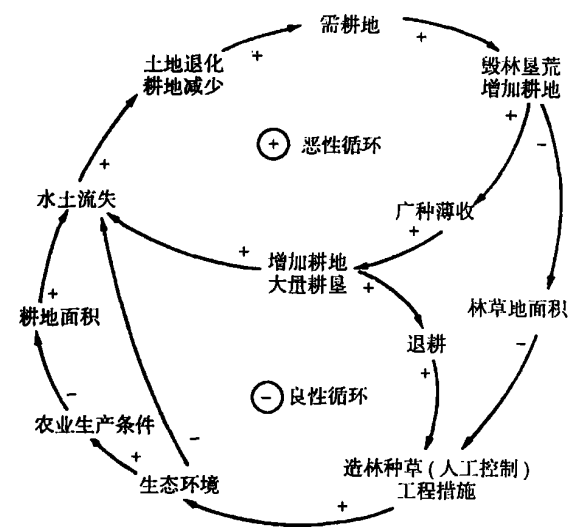 需耕地
+
+
土地退化
耕地减少
毁林垦荒
增加耕地
+
-
+ 恶性循环
+
水土流失
广种薄收
+
+
增加耕地
大量耕垦
+
+
耕地面积
林草地面积
退耕
-
+
-
- 良性循环
农业生产条件
-
+
生态环境
造林种草(人工控制)
工程措施
+